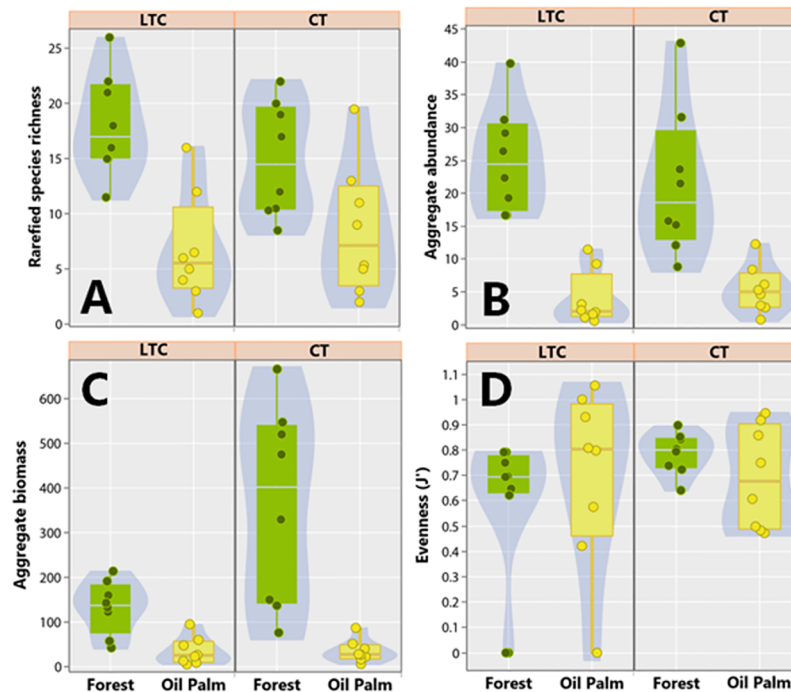 LTC CT
Rarefied species richness
25
20
15
10
5
0
A
LTC CT
Aggregate abundance
45
40
35
30
25
20
15
10
5
0
B
LTC CT
Aggregate biomass
600
500
400
300
200
100
0
C
Forest Oil Palm Forest Oil Palm
LTC CT
Evenness (J')
1.1
1
0.9
0.8
0.7
0.6
0.5
0.4
0.3
0.2
0.1
0
D
Forest Oil Palm Forest Oil Palm